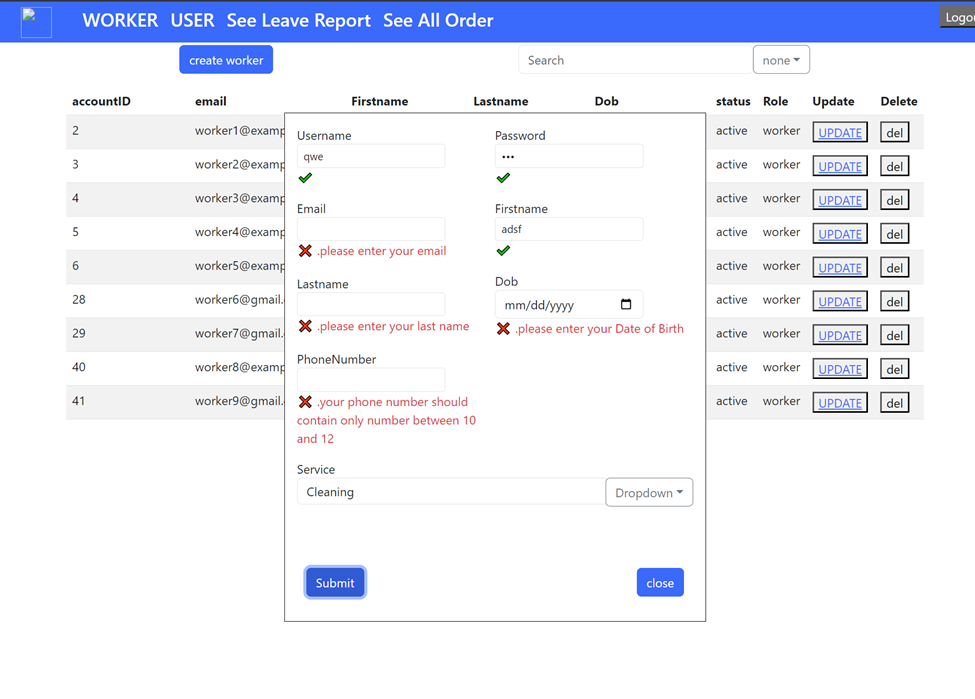 WORKER USER See Leave Report See All Order
create worker Search none
accountID email Firstname Lastname Dob status Role Update Delete
2 worker1@examp active worker UPDATE del
3 worker2@examp active worker UPDATE del
4 worker3@examp active worker UPDATE del
5 worker4@examp active worker UPDATE del
6 worker5@examp active worker UPDATE del
28 worker6@gmail. active worker UPDATE del
29 worker7@gmail. active worker UPDATE del
40 worker8@examp active worker UPDATE del
41 worker9@gmail. active worker UPDATE del
Username Password
qwe •••
Email Firstname
adsf
.please enter your email
Lastname Dob
mm/dd/yyyy
.please enter your last name .please enter your Date of Birth
PhoneNumber
.your phone number should
contain only number between 10
and 12
Service
Cleaning Dropdown
Submit close